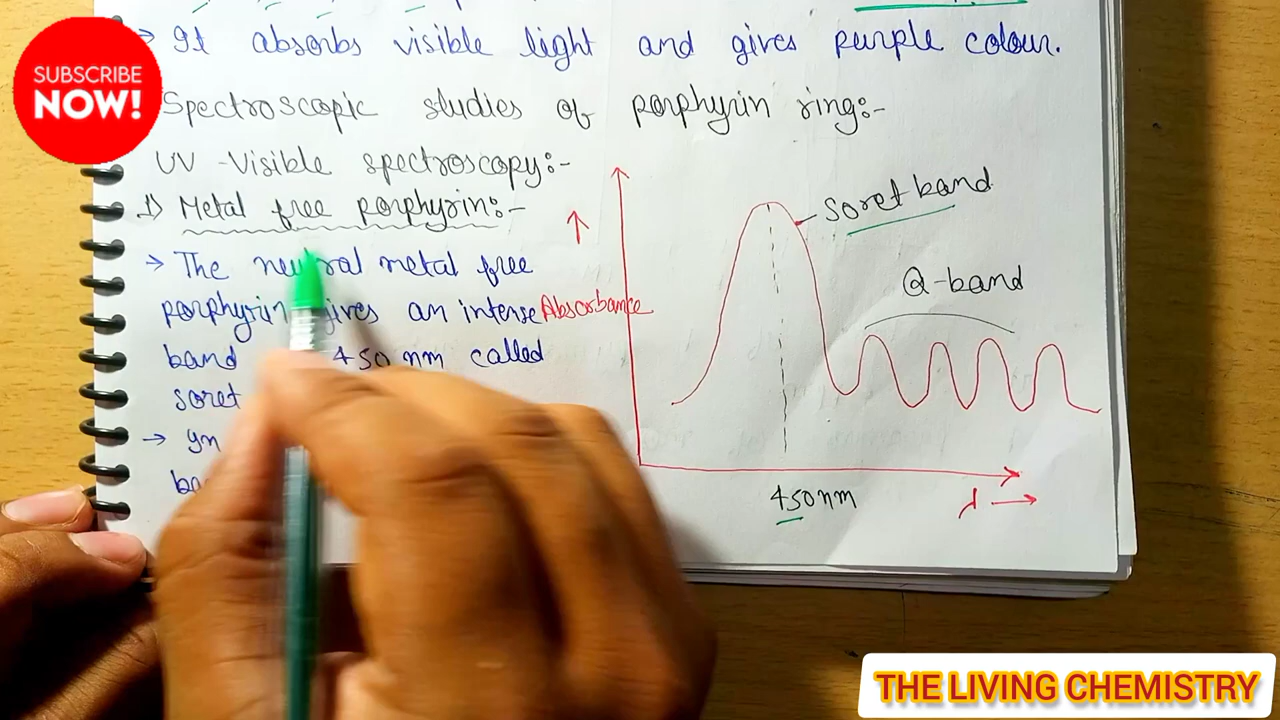 SUBSCRIBE
NOW!
→ It absorbs visible light and gives purple colour.
Spectroscopic studies of porphyrin ring:-
UV-Visible spectroscopy:-
1) Metal free porphyrin:-
→ The neutral metal free
porphyrin gives an intense
band 450 nm called
soret
→ In
Absorbance
soret band
Q-band
450nm
λ →
THE LIVING CHEMISTRY